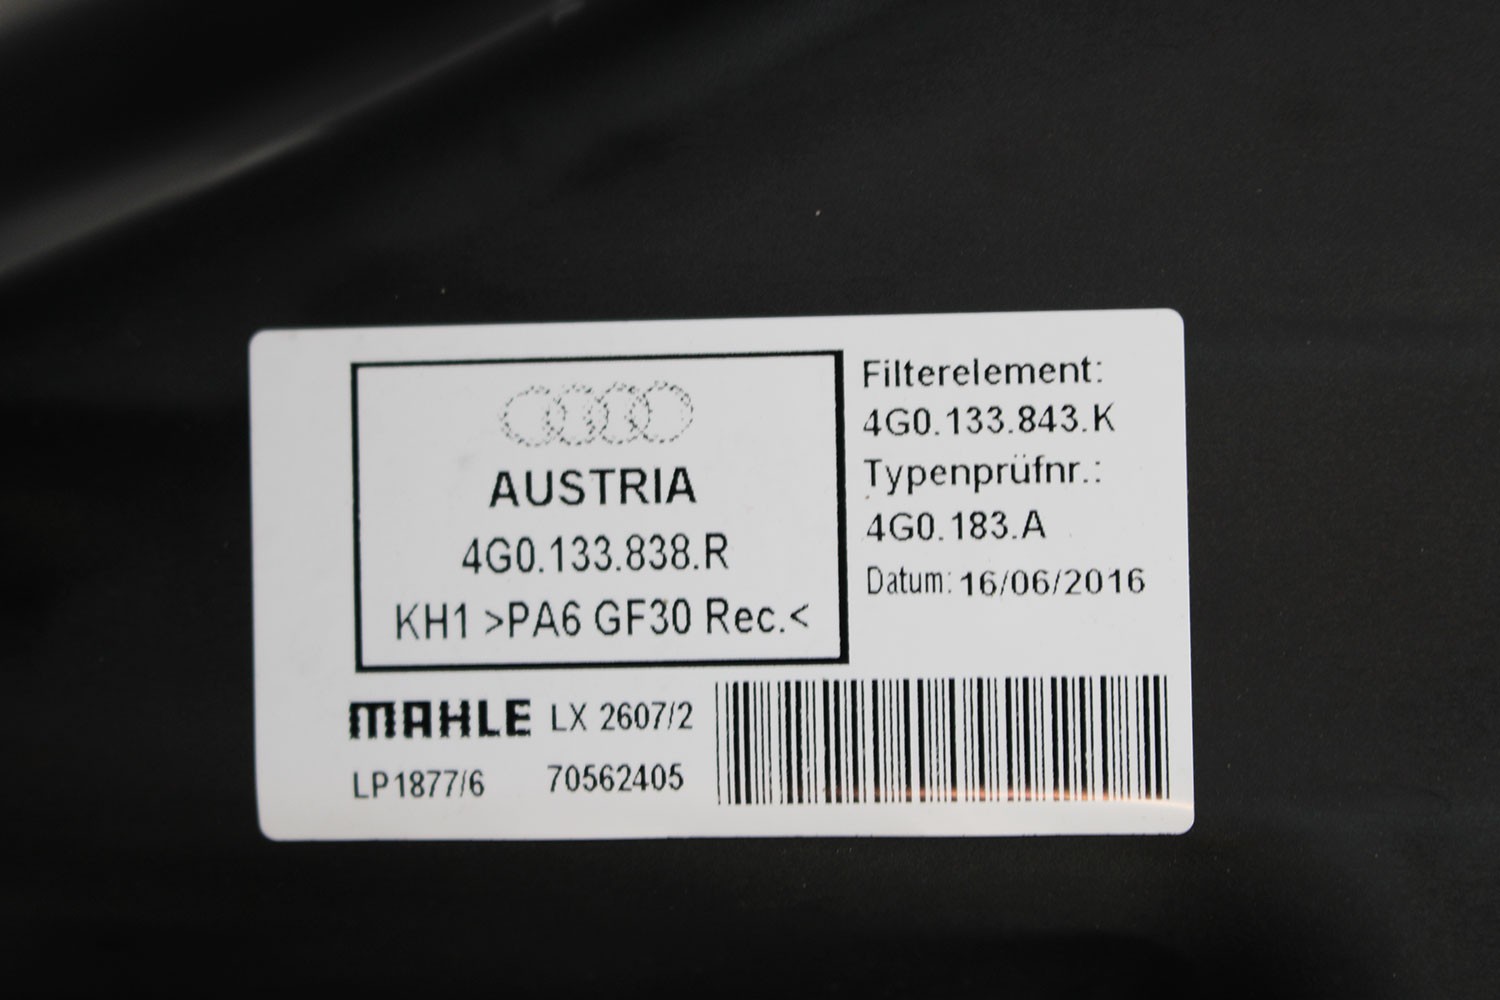 AUSTRIA
4G0.133.838.R
KH1 >PA6 GF30 Rec.<
Filterelement:
4G0.133.843.K
Typenprüfnr.:
4G0.183.A
Datum: 16/06/2016
MAHLE LX 2607/2
LP1877/6 70562405